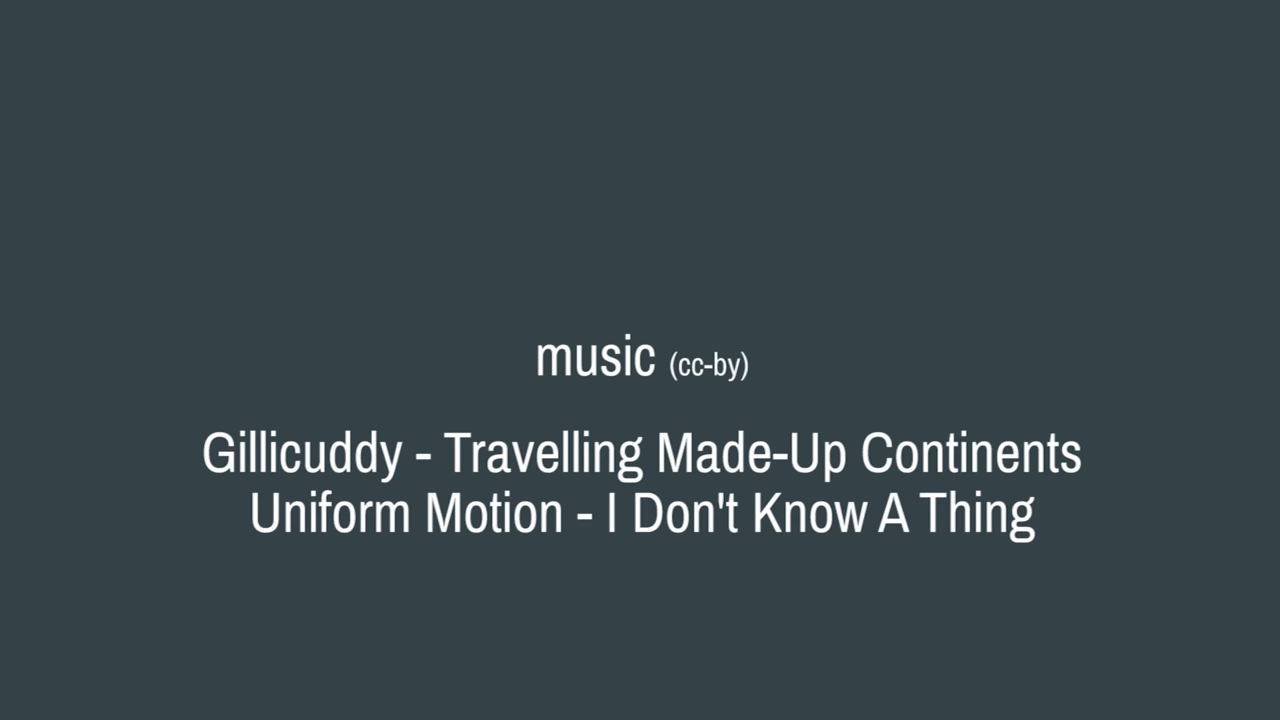 music (cc-by)
Gillicuddy - Travelling Made-Up Continents
Uniform Motion - I Don't Know A Thing